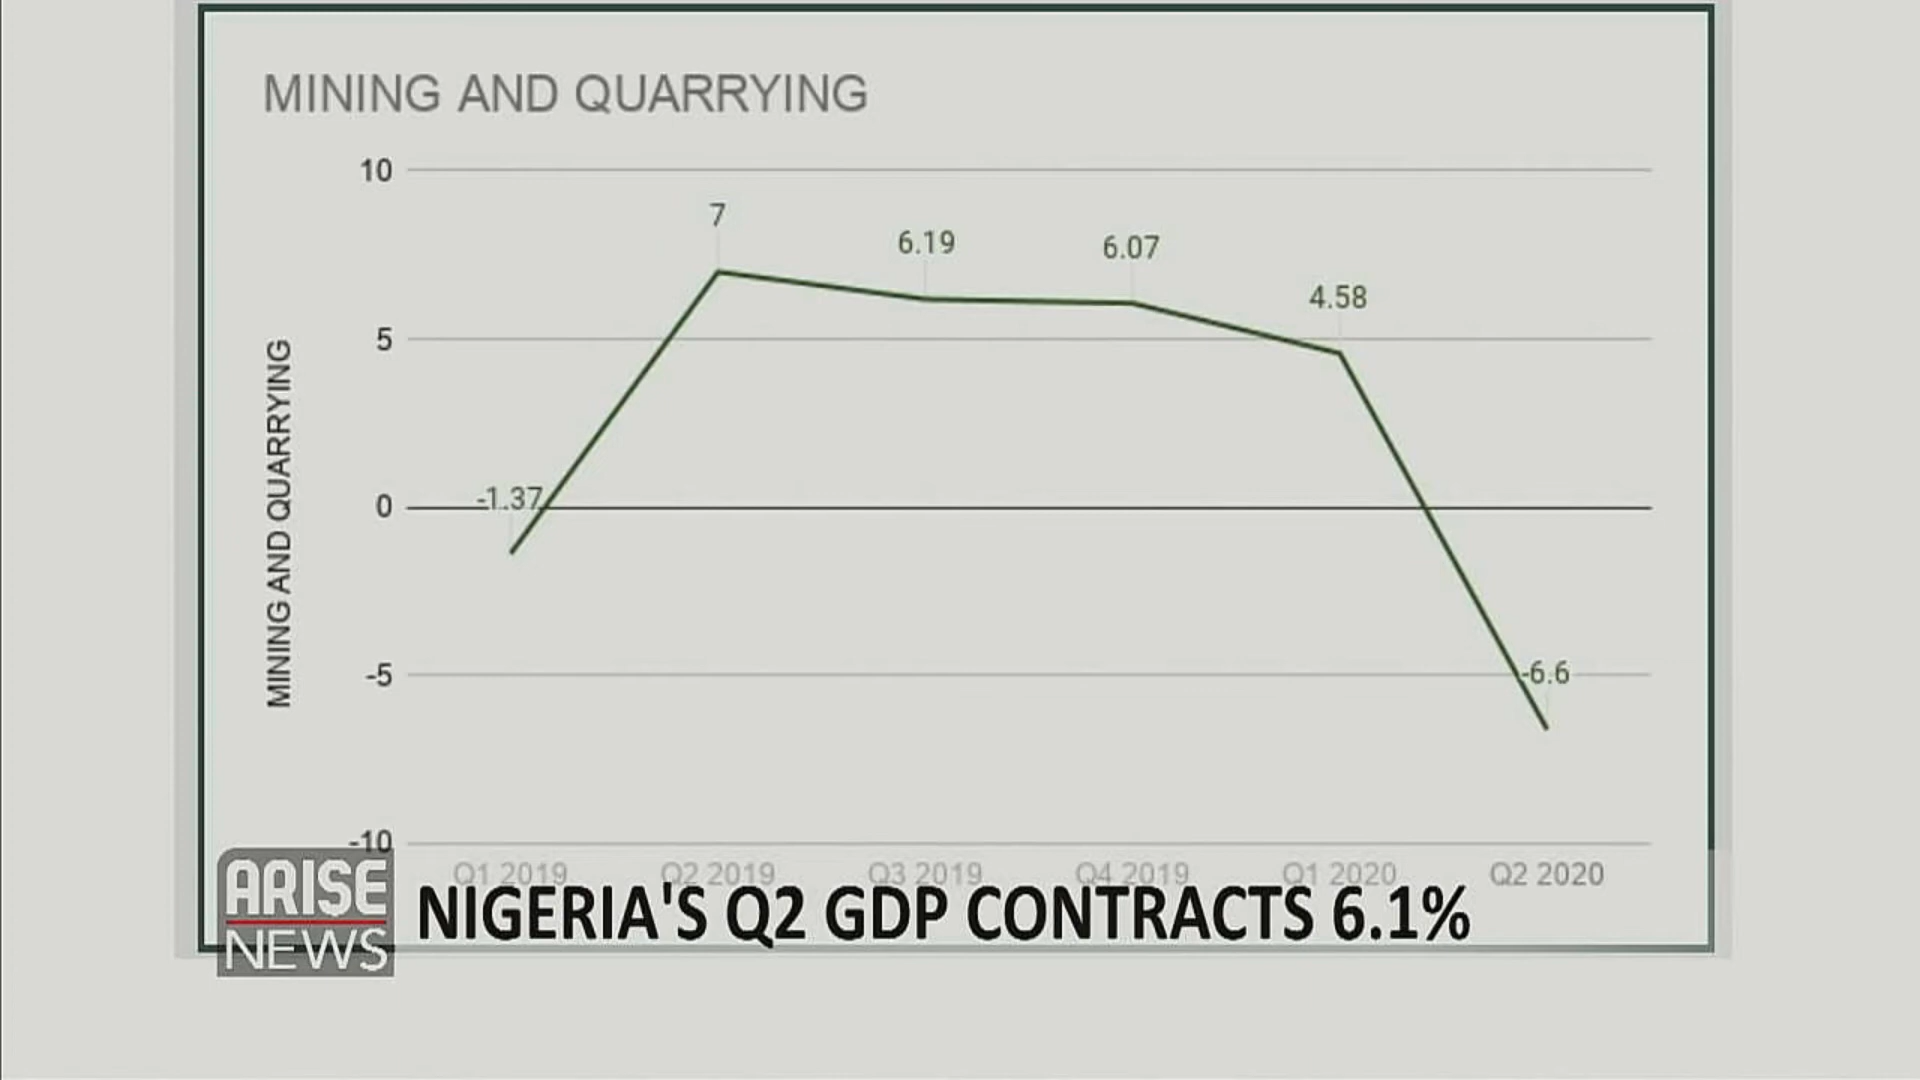 MINING AND QUARRYING
10
7
6.19
6.07
4.58
5
MINING AND QUARRYING
-1.37
0
-5
-6.6
-10
Q1 2019 Q2 2019 Q3 2019 Q4 2019 Q1 2020 Q2 2020
ARISE
NEWS
NIGERIA'S Q2 GDP CONTRACTS 6.1%